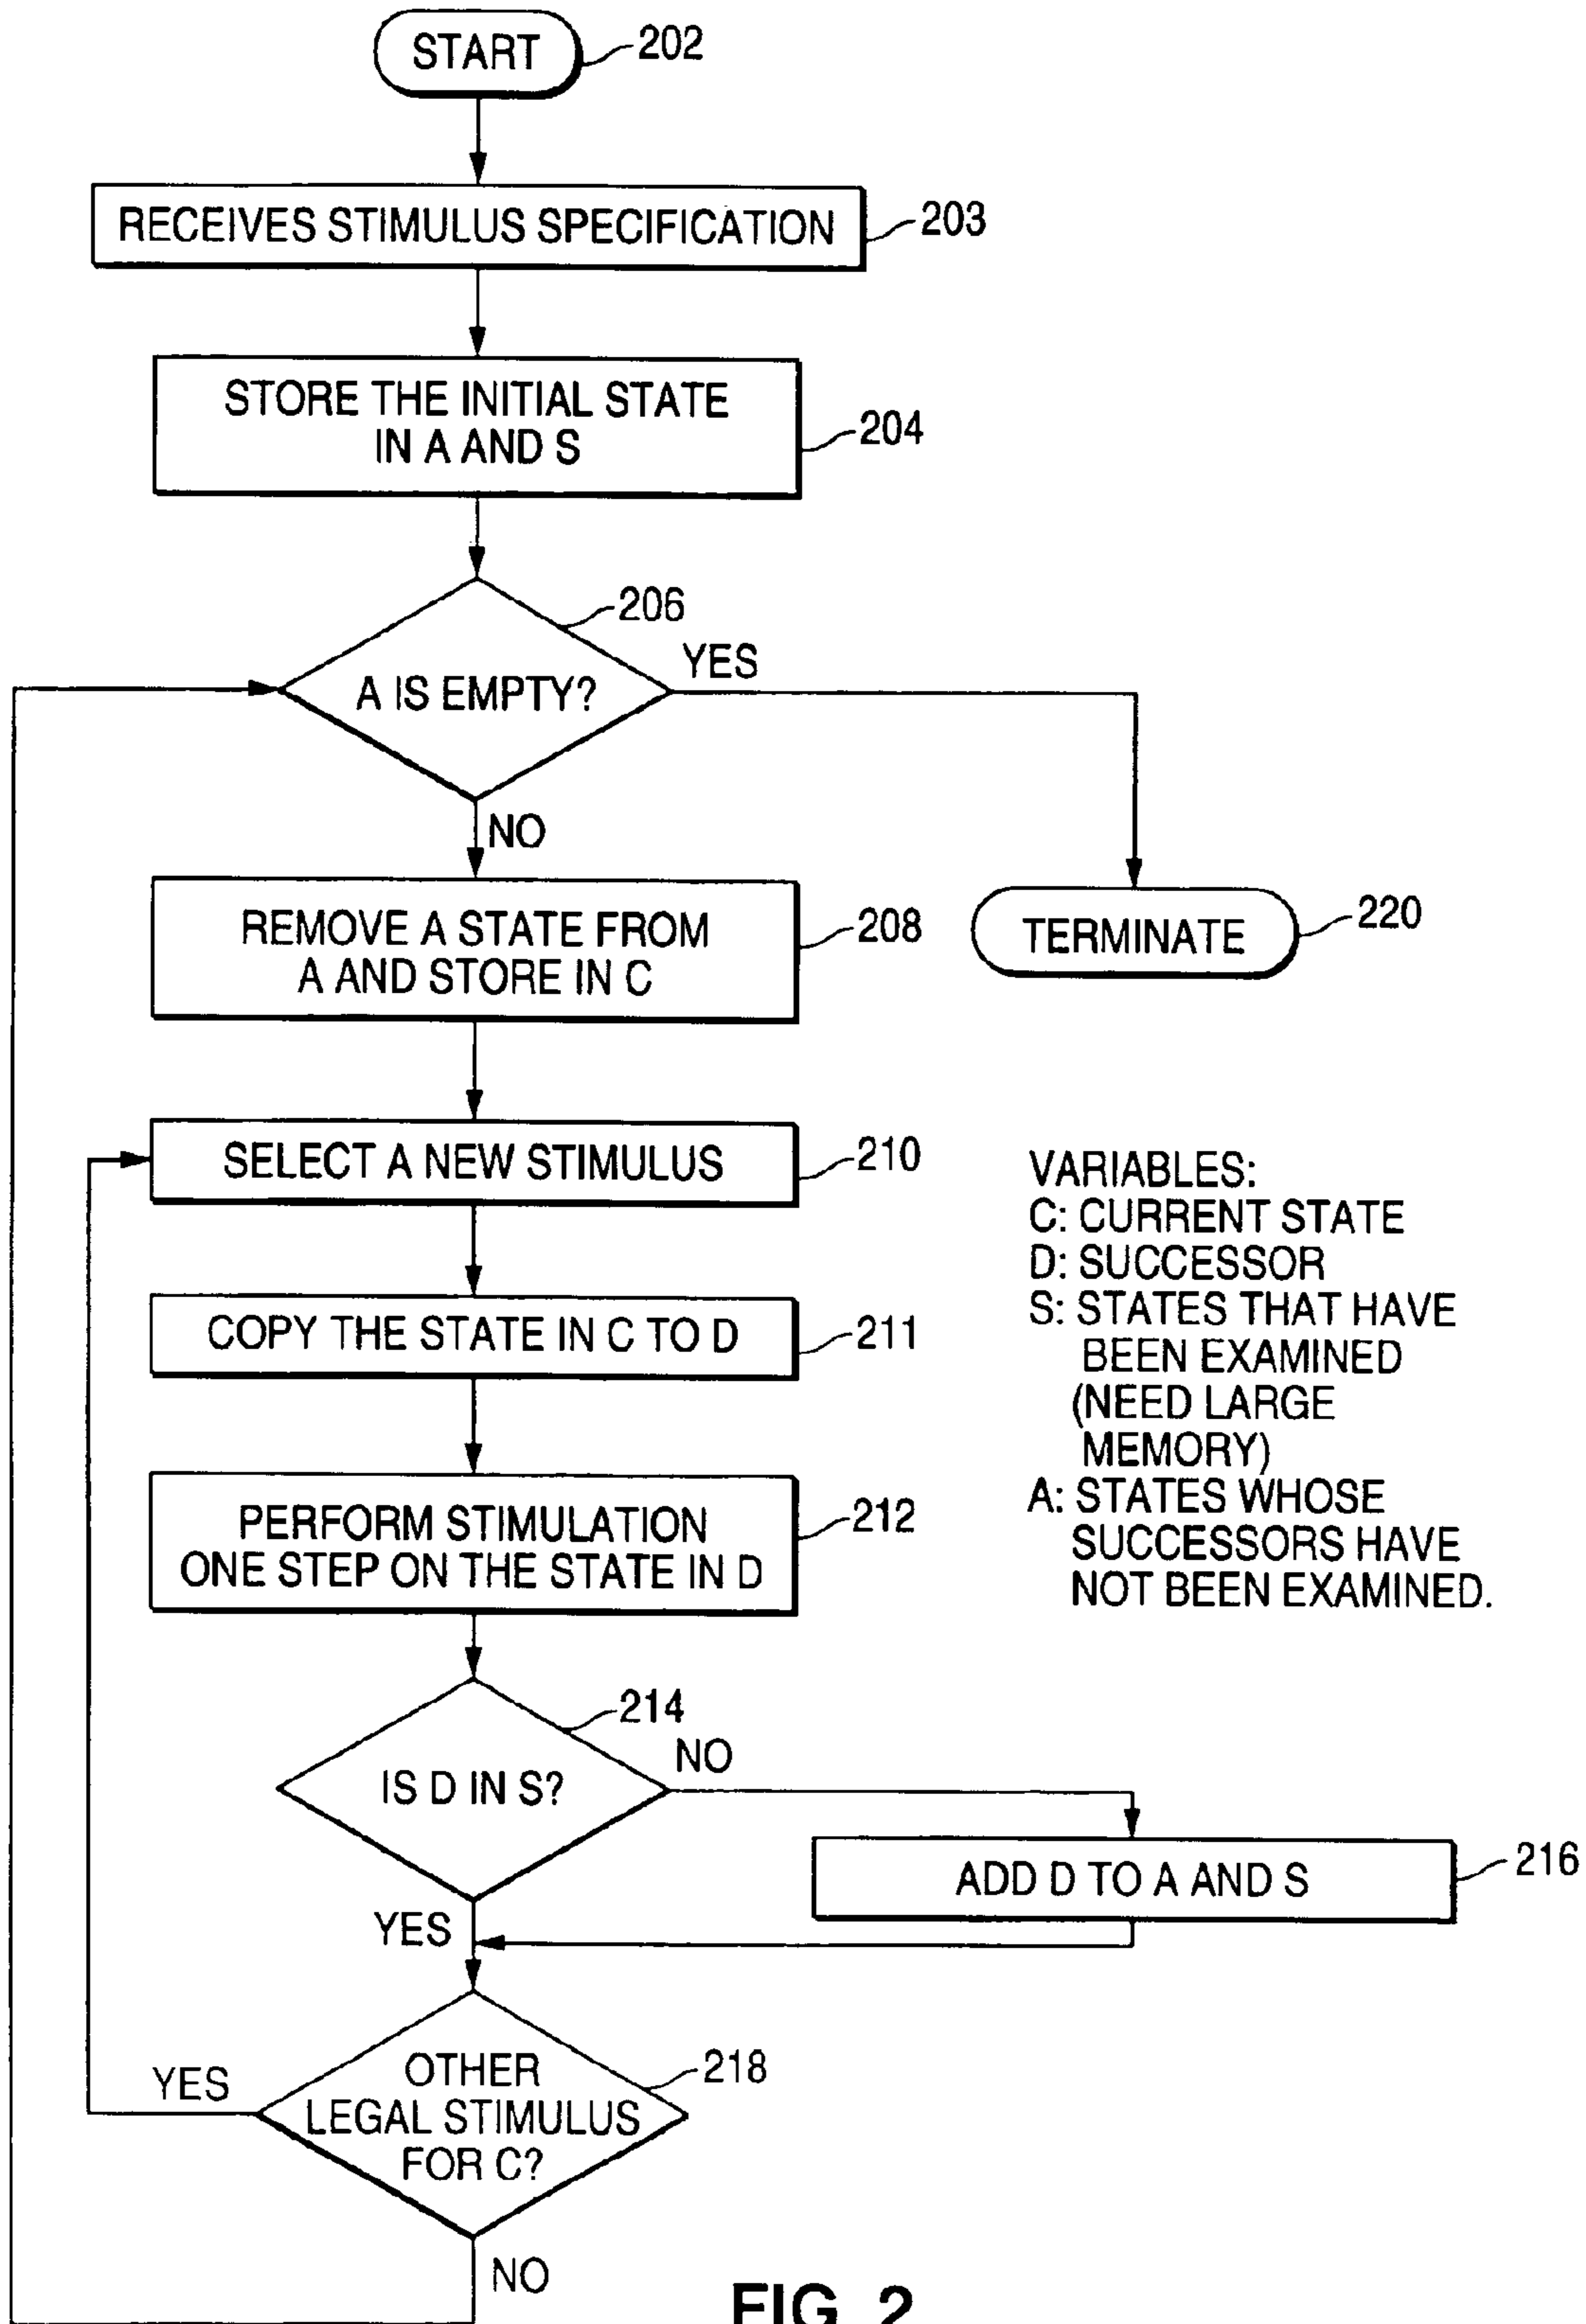 START
202
RECEIVES STIMULUS SPECIFICATION
203
STORE THE INITIAL STATE
IN A AND S
204
206
A IS EMPTY?
YES
NO
REMOVE A STATE FROM
A AND STORE IN C
208
TERMINATE
220
SELECT A NEW STIMULUS
210
COPY THE STATE IN C TO D
211
PERFORM STIMULATION
ONE STEP ON THE STATE IN D
212
VARIABLES:
C: CURRENT STATE
D: SUCCESSOR
S: STATES THAT HAVE
BEEN EXAMINED
(NEED LARGE
MEMORY)
A: STATES WHOSE
SUCCESSORS HAVE
NOT BEEN EXAMINED.
214
IS D IN S?
NO
ADD D TO A AND S
216
YES
OTHER
LEGAL STIMULUS
FOR C?
218
YES
NO
FIG. 2